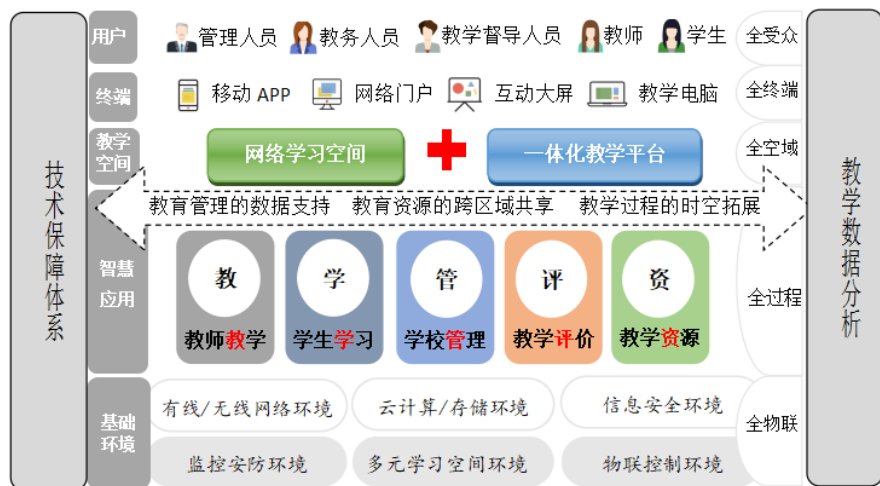 用户
管理人员 教务人员 教学督导人员 教师 学生
全受众
终端
移动 APP 网络门户 互动大屏 教学电脑
全终端
教学
空间
网络学习空间 一体化教学平台
全空域
技术保障体系
教育管理的数据支持 教育资源的跨区域共享 教学过程的时空拓展
教学数据分析
智慧
应用
教 学 管 评 资
教师教学 学生学习 学校管理 教学评价 教学资源
全过程
基础
环境
有线/无线网络环境 云计算/存储环境 信息安全环境
监控安防环境 多元学习空间环境 物联控制环境
全物联